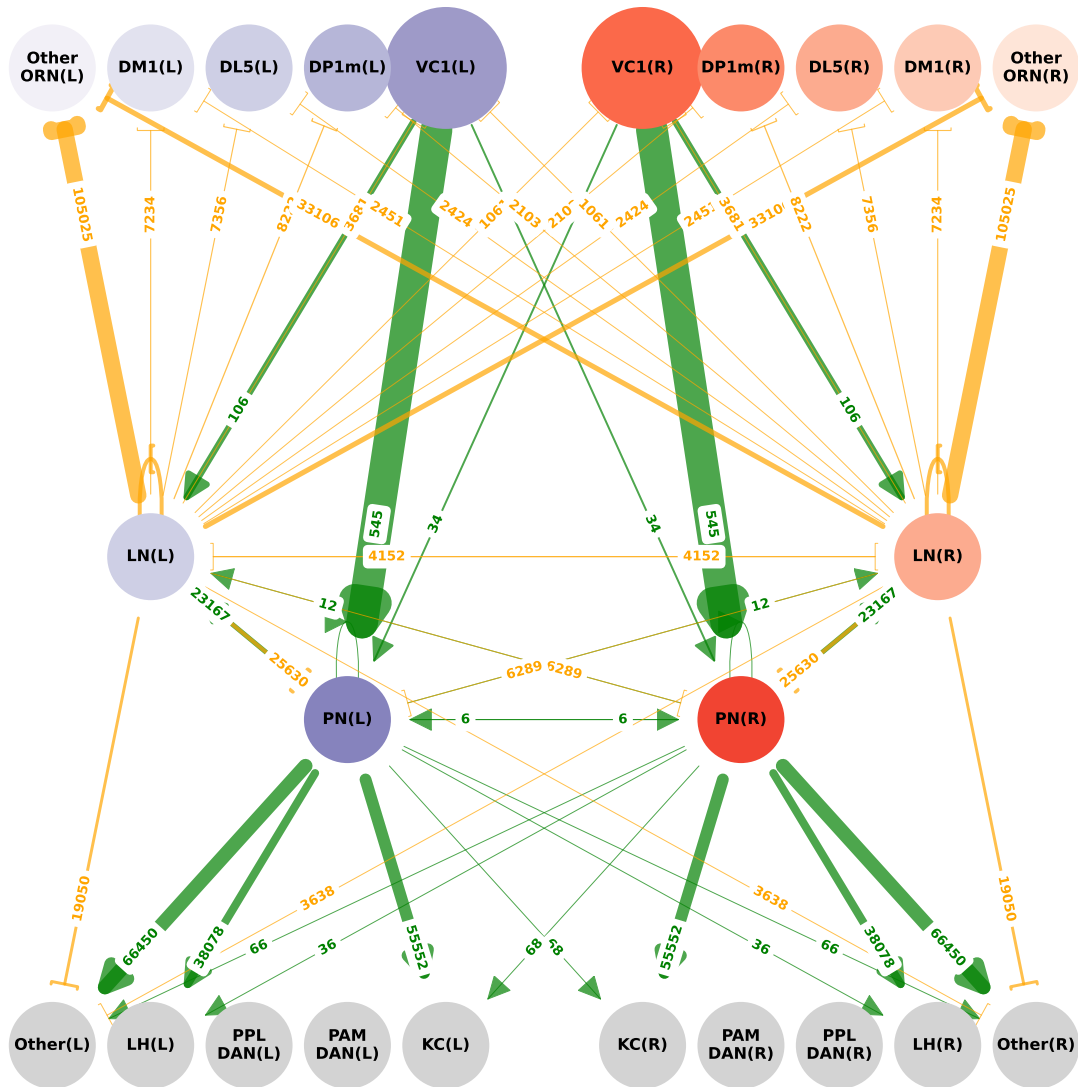 Other
ORN(L)
DM1(L)
DL5(L)
DP1m(L)
VC1(L)
VC1(R)
DP1m(R)
DL5(R)
DM1(R)
Other
ORN(R)
105025
7234
7356
33106
3681
2451
2424
2103
1061
2424
3681
8222
7356
7234
105025
106
106
545
34
34
545
LN(L)
4152
4152
LN(R)
23167
12
12
23167
25630
6289
6289
25630
PN(L)
6
6
PN(R)
19050
66450
38078
66
3638
36
55552
68
68
55552
36
3638
66
38078
66450
19050
Other(L)
LH(L)
PPL
DAN(L)
PAM
DAN(L)
KC(L)
KC(R)
PAM
DAN(R)
PPL
DAN(R)
LH(R)
Other(R)